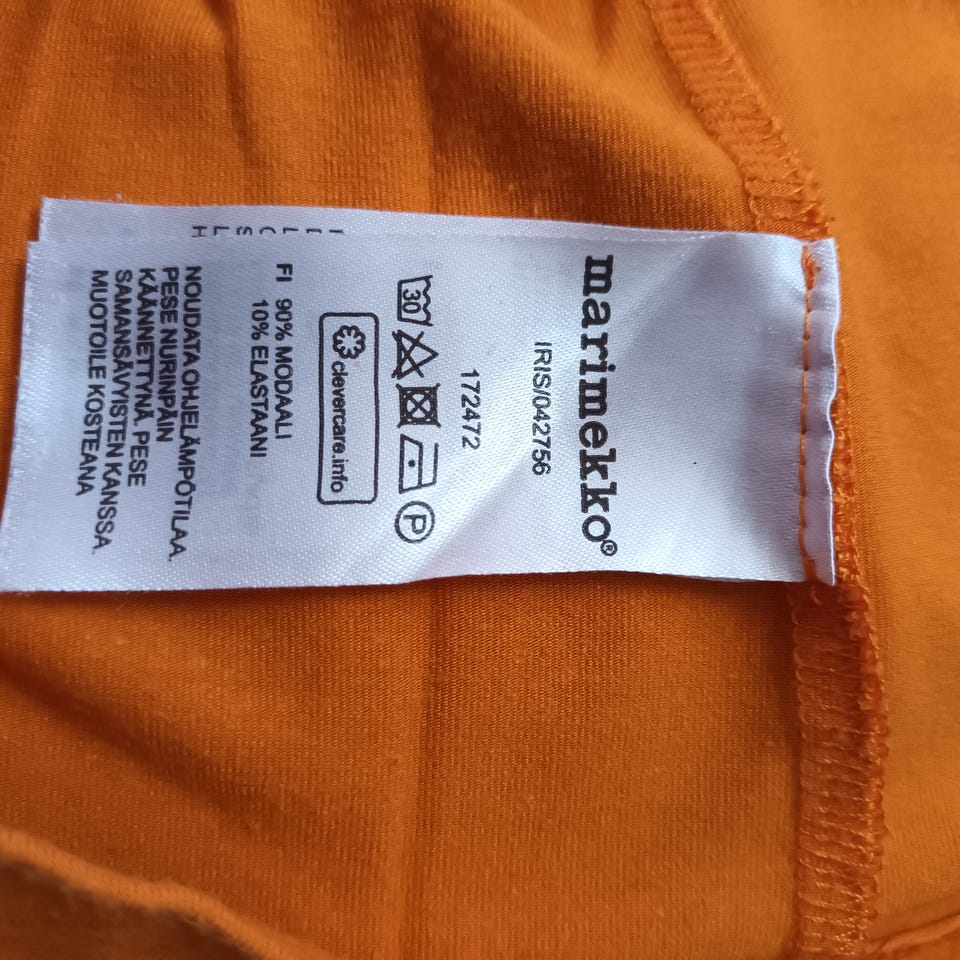 marimekko®
IRIS/042756
172472
30
P
clevercare.info
FI 90% MODAALI
10% ELASTAANI
NOUDATA OHJELÄMPÖTILAA.
PESE NURINPÄIN
KÄÄNNETTYNÄ. PESE
SAMANSÄVYISTEN KANSSA.
MUOTOILE KOSTEANA